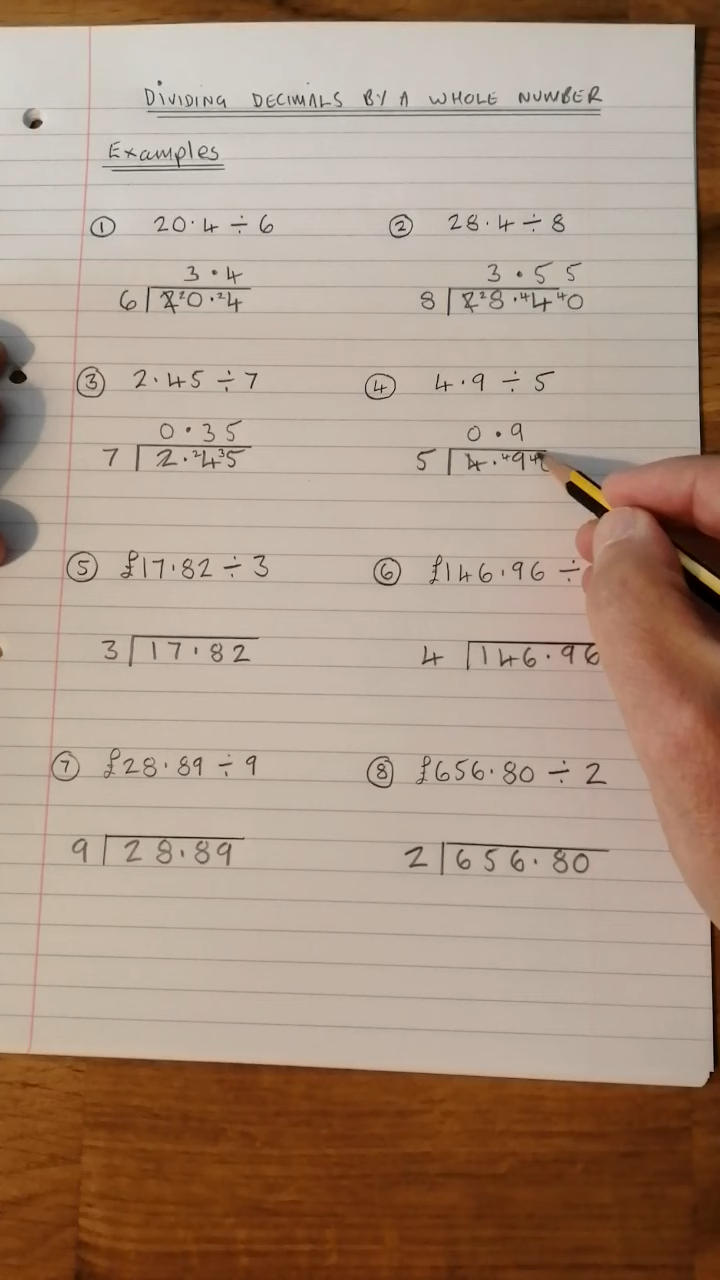 DIVIDING DECIMALS BY A WHOLE NUMBER
Examples
① 20·4 ÷ 6
3·4
6 2²0·²4
② 28·4 ÷ 8
3·55
8 2²8·⁴4⁴0
③ 2·45 ÷ 7
0·35
7 2·²4³5
④ 4·9 ÷ 5
0·9
5 4·⁴9⁴
⑤ £17·82 ÷ 3
3 17·82
⑥ £146·96 ÷
4 146·96
⑦ £28·89 ÷ 9
9 28·89
⑧ £656·80 ÷ 2
2 656·80